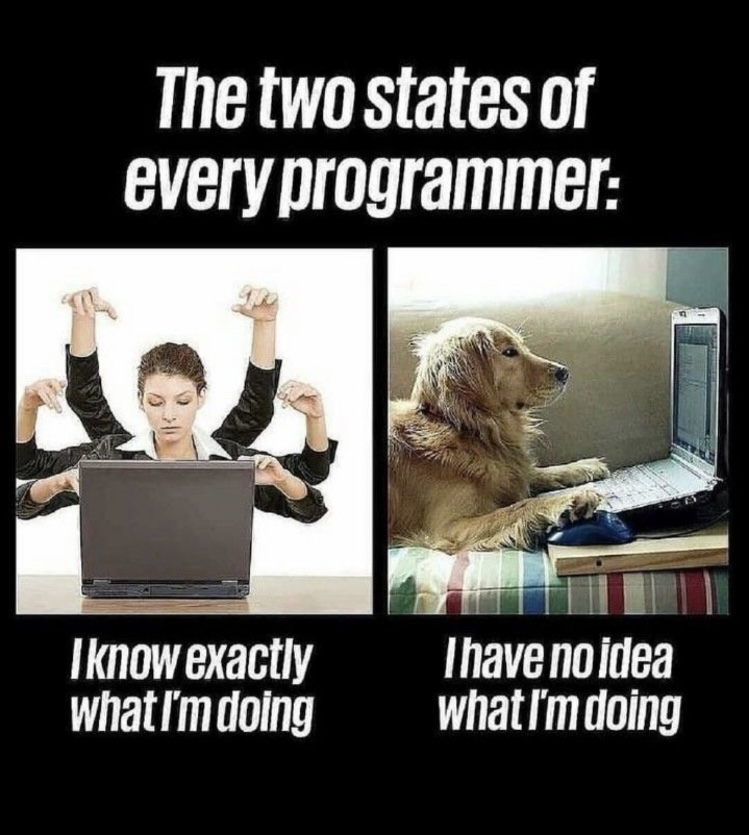 The two states of
every programmer:
I know exactly
what I'm doing
I have no idea
what I'm doing